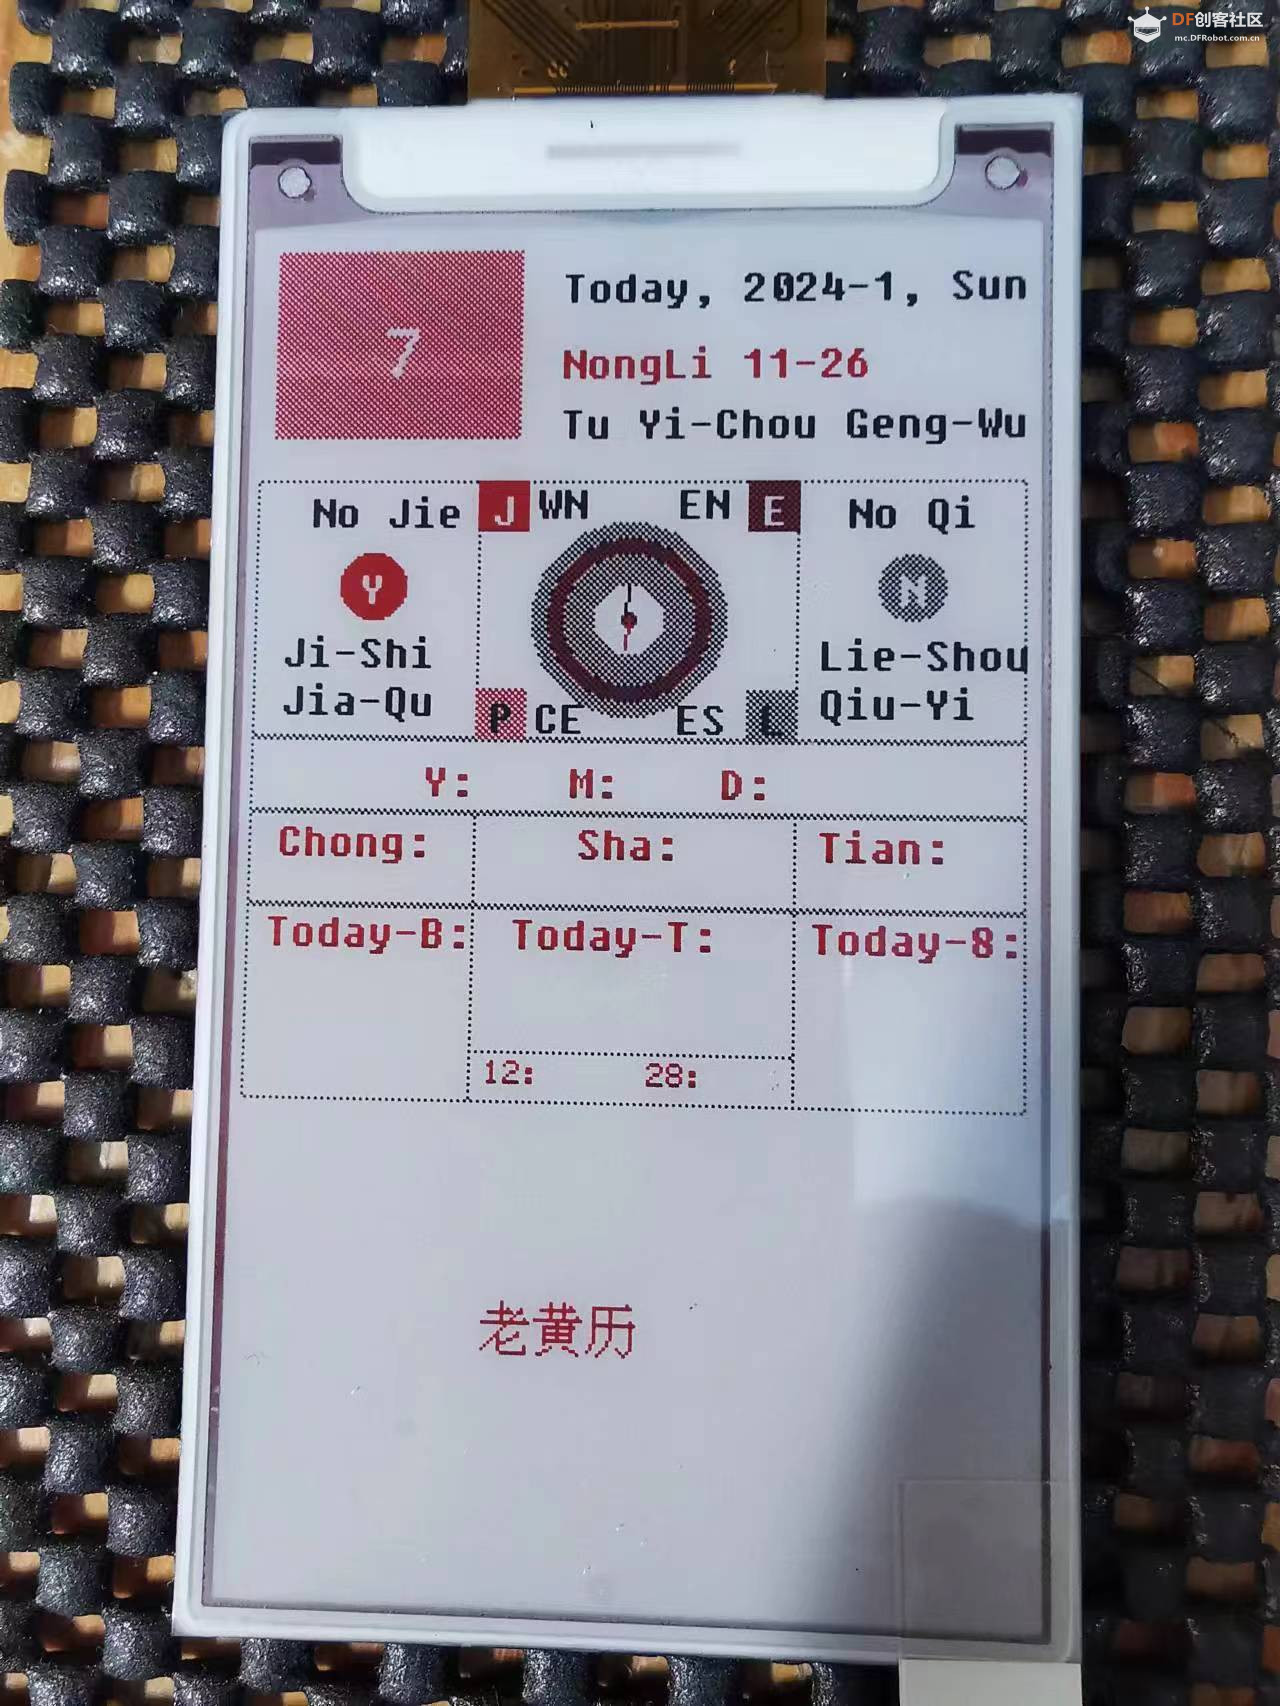 DF创客社区
mc.DFRobot.com.cn
7
Today, 2024-1, Sun
NongLi 11-26
Tu Yi-Chou Geng-Wu
No Jie
J WN
EN E
No Qi
Y
N
Ji-Shi
Jia-Qu
Lie-Shou
Qiu-Yi
P CE
ES L
Y: M: D:
Chong: Sha: Tian:
Today-B: Today-T: Today-8:
12: 28:
老黄历